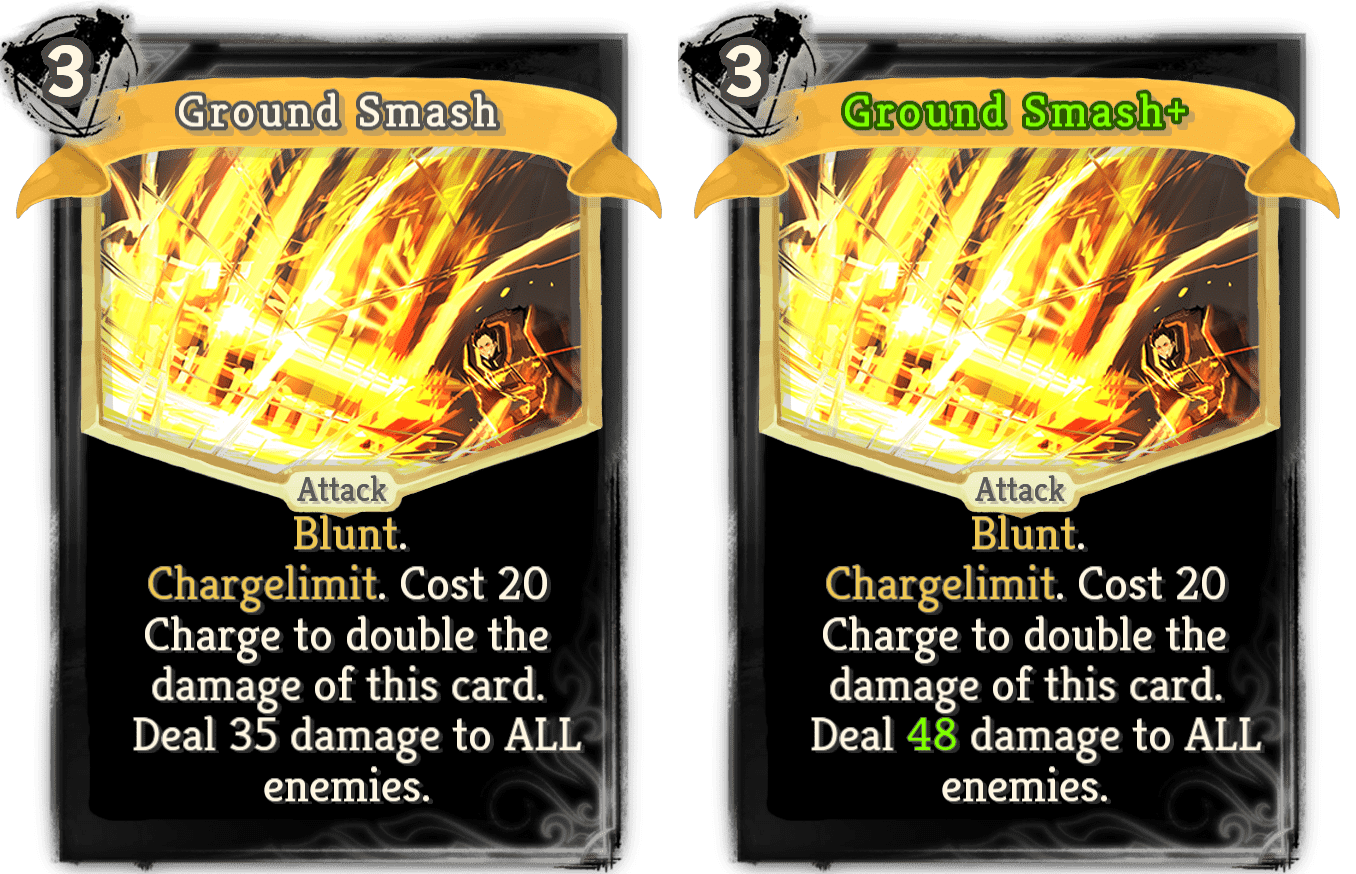 3
Ground Smash
Attack
Blunt.
Chargelimit. Cost 20
Charge to double the
damage of this card.
Deal 35 damage to ALL
enemies.
3
Ground Smash+
Attack
Blunt.
Chargelimit. Cost 20
Charge to double the
damage of this card.
Deal 48 damage to ALL
enemies.